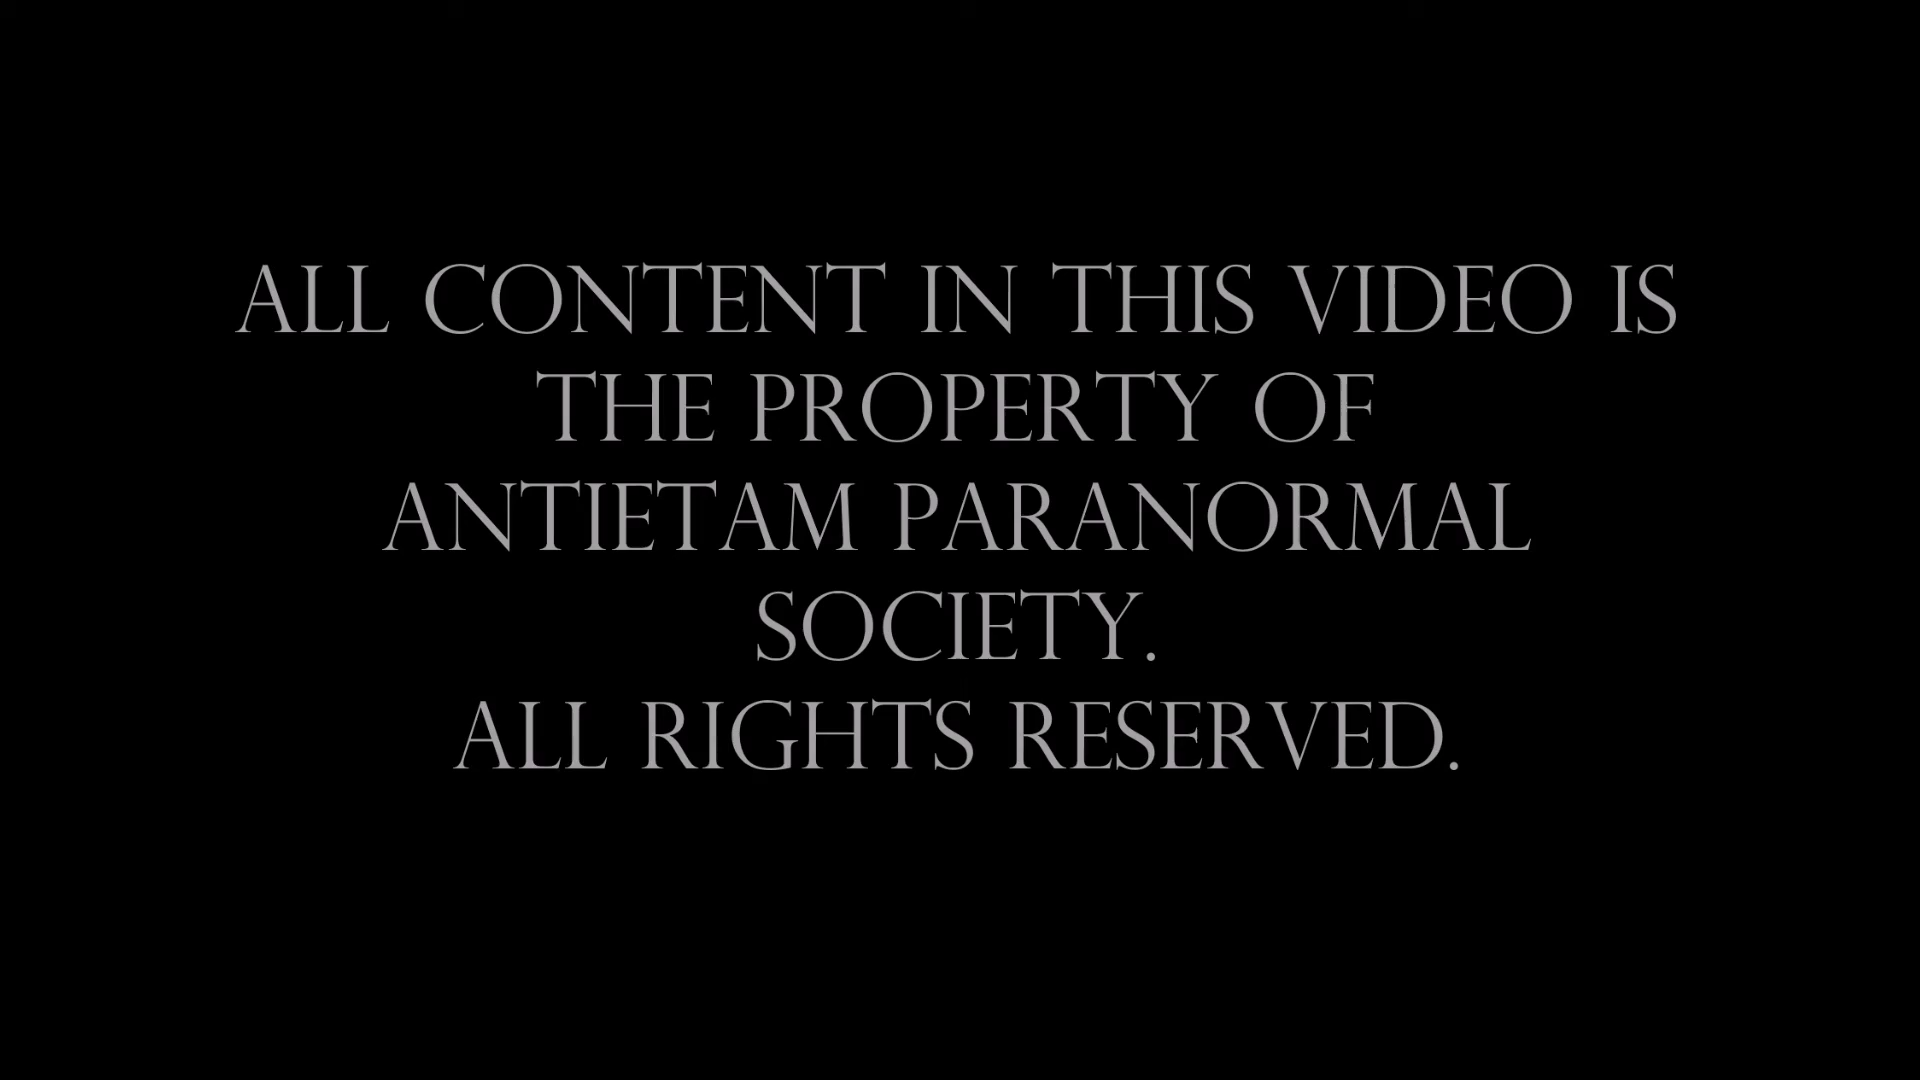 ALL CONTENT IN THIS VIDEO IS
THE PROPERTY OF
ANTIETAM PARANORMAL
SOCIETY.
ALL RIGHTS RESERVED.